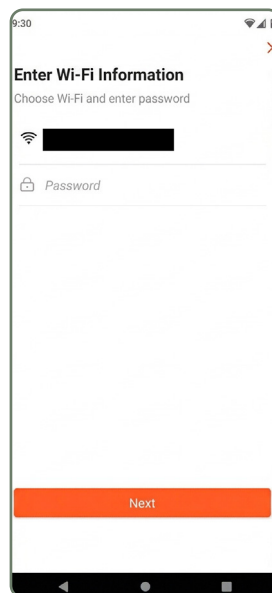 9:30
Enter Wi-Fi Information
Choose Wi-Fi and enter password
Password
Next